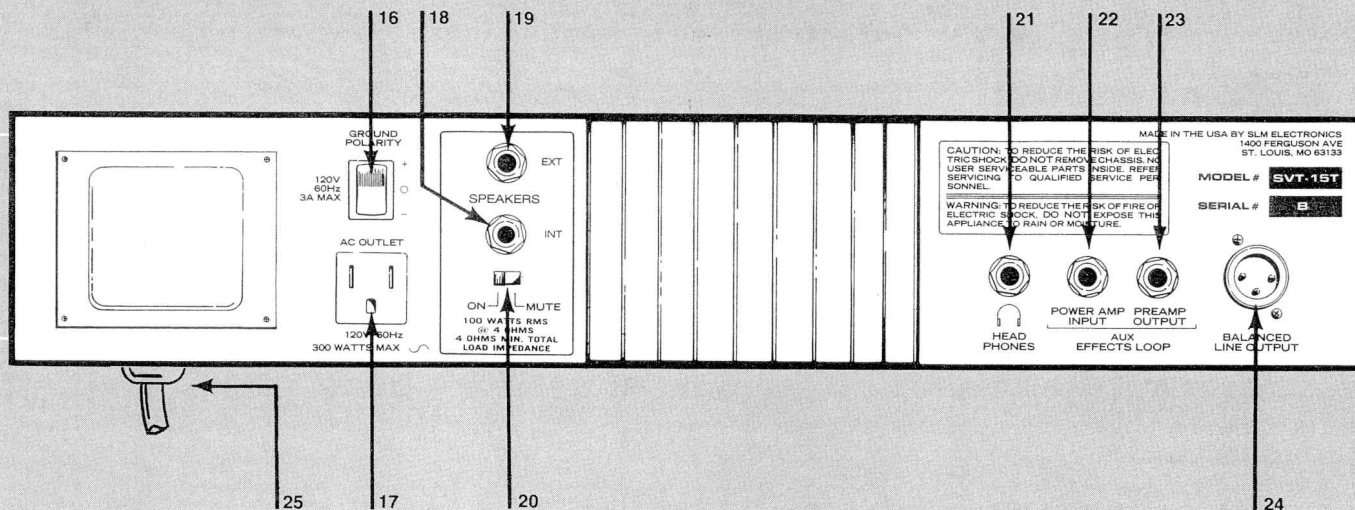 16
18
19
21
22
23
GROUND
POLARITY
+
120V
60Hz
3A MAX
O
−
AC OUTLET
120V 60Hz
300 WATTS MAX
EXT
SPEAKERS
INT
ON
MUTE
100 WATTS RMS
@ 4 OHMS
4 OHMS MIN. TOTAL
LOAD IMPEDANCE
CAUTION: TO REDUCE THE RISK OF ELEC
TRIC SHOCK DO NOT REMOVE CHASSIS. NO
USER SERVICEABLE PARTS INSIDE. REFER
SERVICING TO QUALIFIED SERVICE PER
SONNEL.
WARNING: TO REDUCE THE RISK OF FIRE OR
ELECTRIC SHOCK, DO NOT EXPOSE THIS
APPLIANCE TO RAIN OR MOISTURE.
MADE IN THE USA BY SLM ELECTRONICS
1400 FERGUSON AVE
ST. LOUIS, MO 63133
MODEL # SVT-15T
SERIAL # B
HEAD
PHONES
POWER AMP
INPUT
PREAMP
OUTPUT
AUX
EFFECTS LOOP
BALANCED
LINE OUTPUT
25
17
20
24